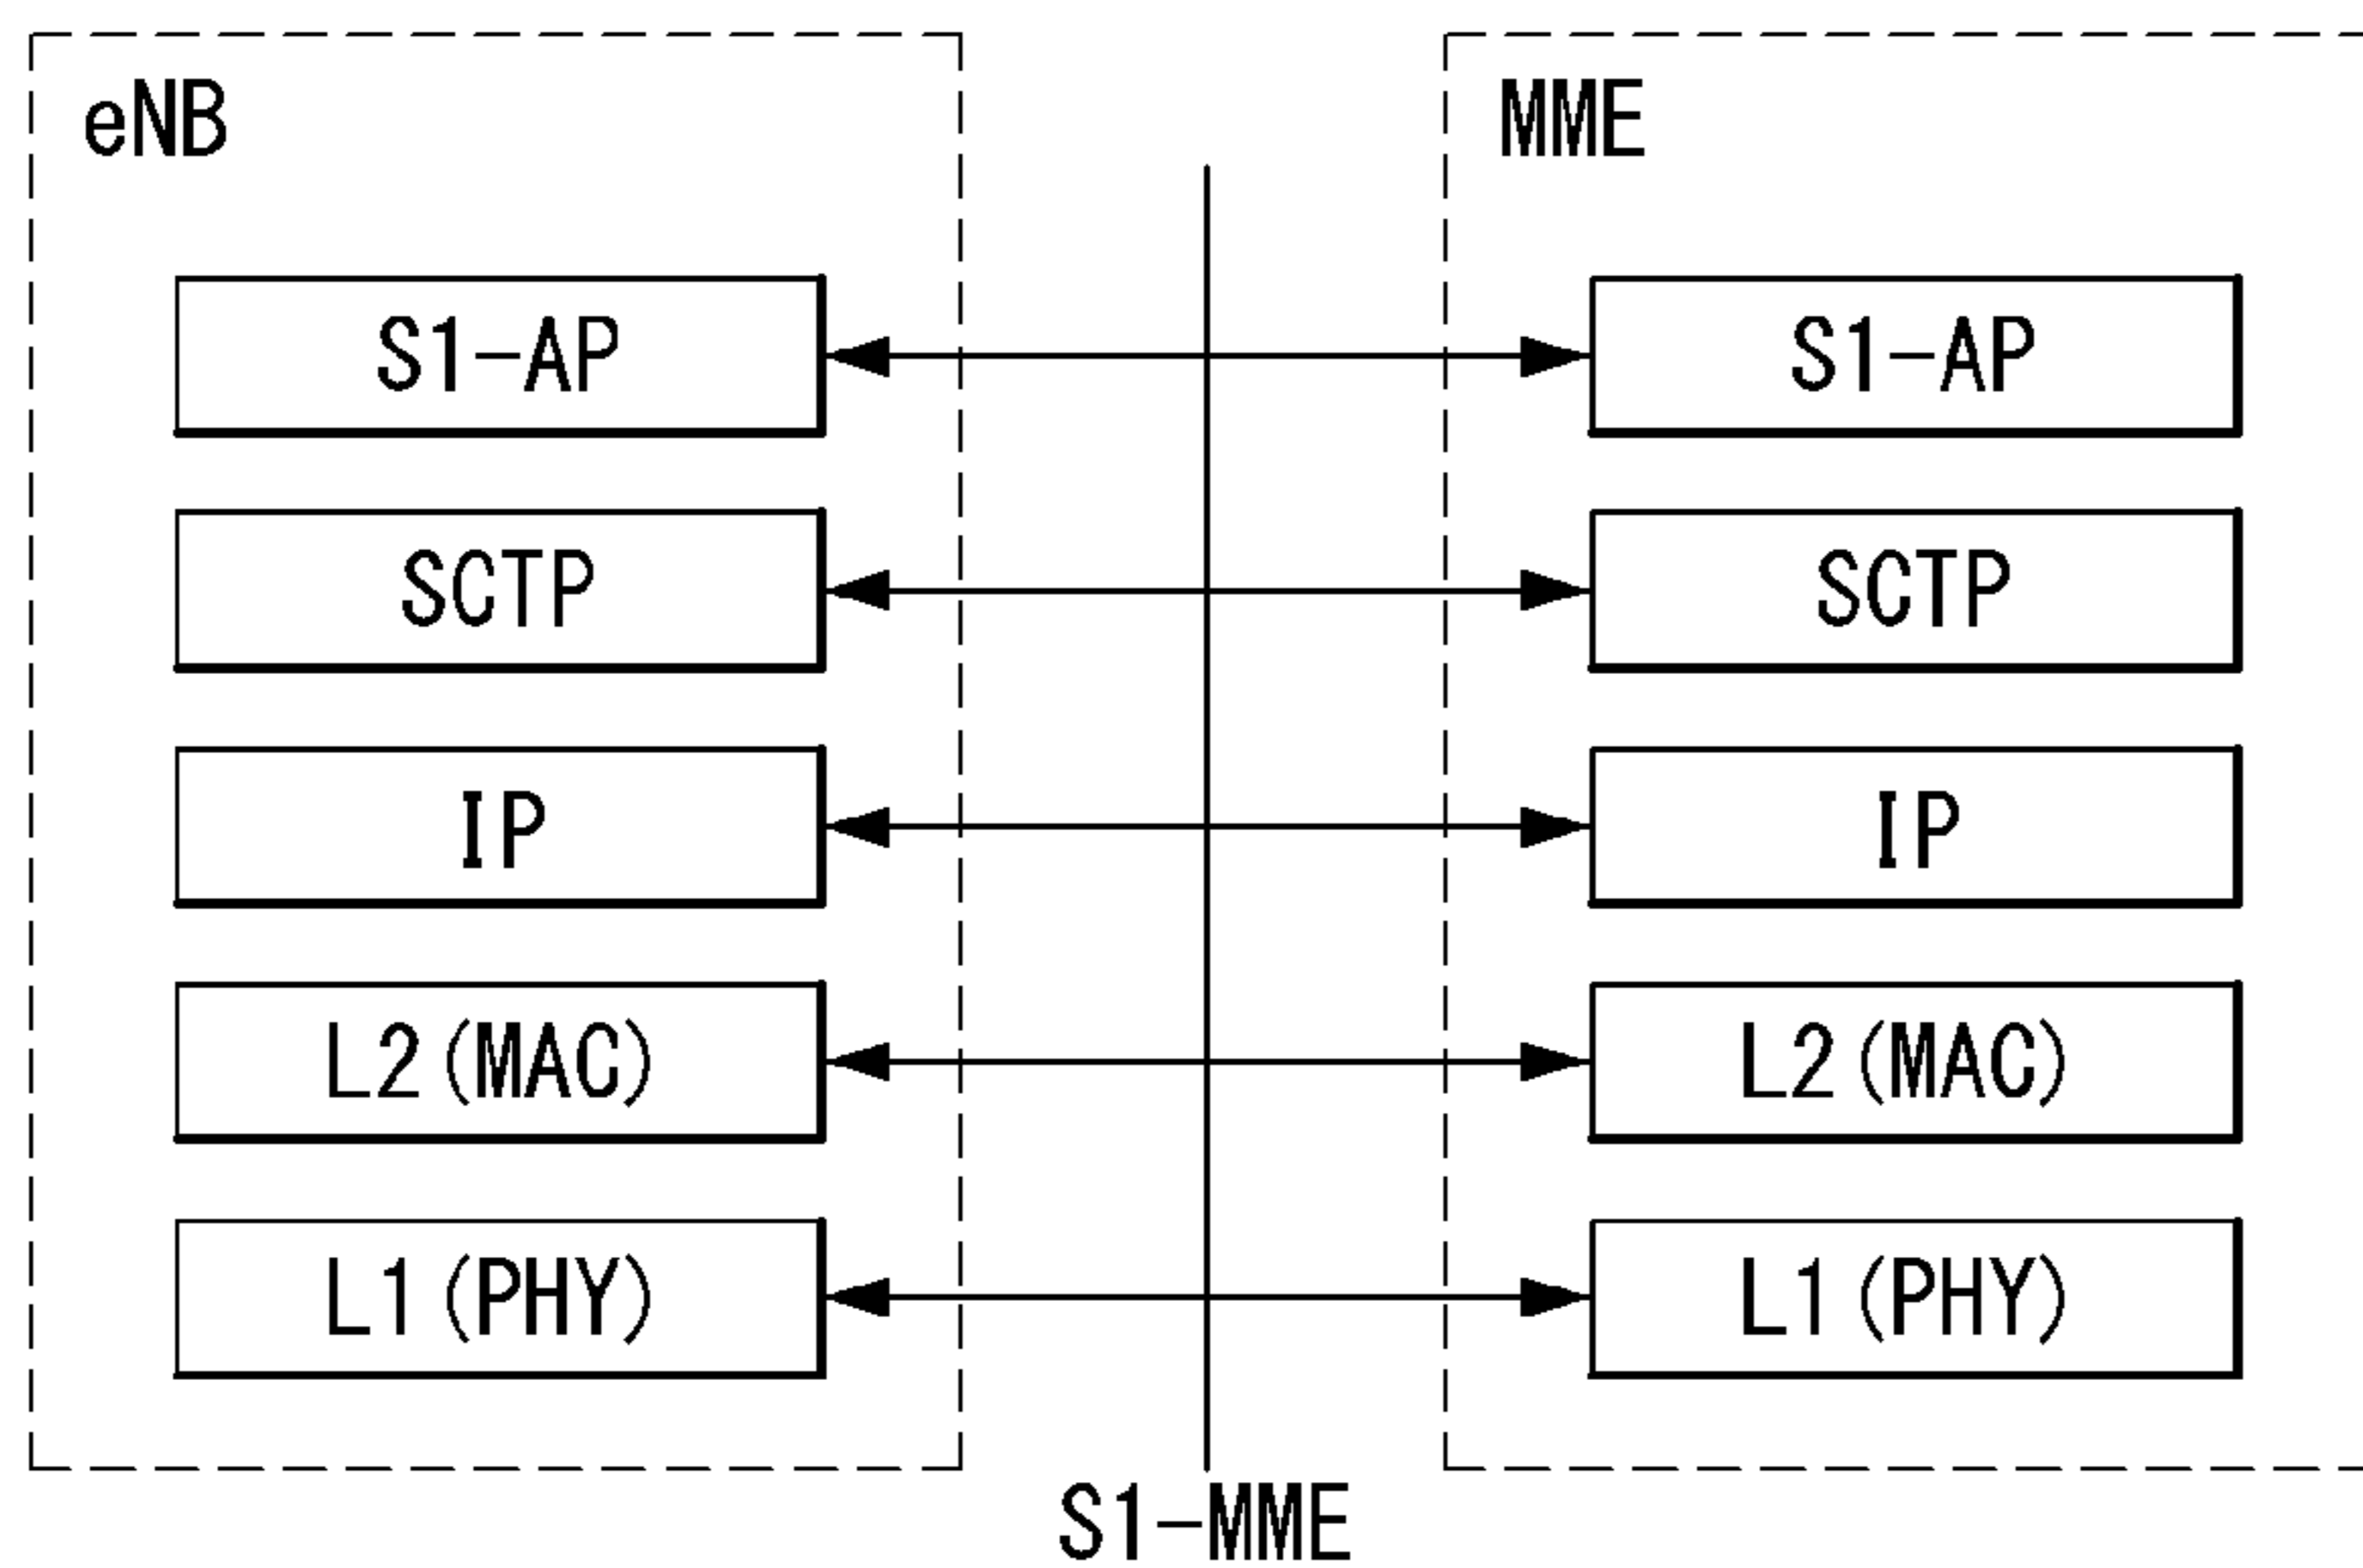 eNB
MME
S1-AP
S1-AP
SCTP
SCTP
IP
IP
L2(MAC)
L2(MAC)
L1(PHY)
L1(PHY)
S1-MME